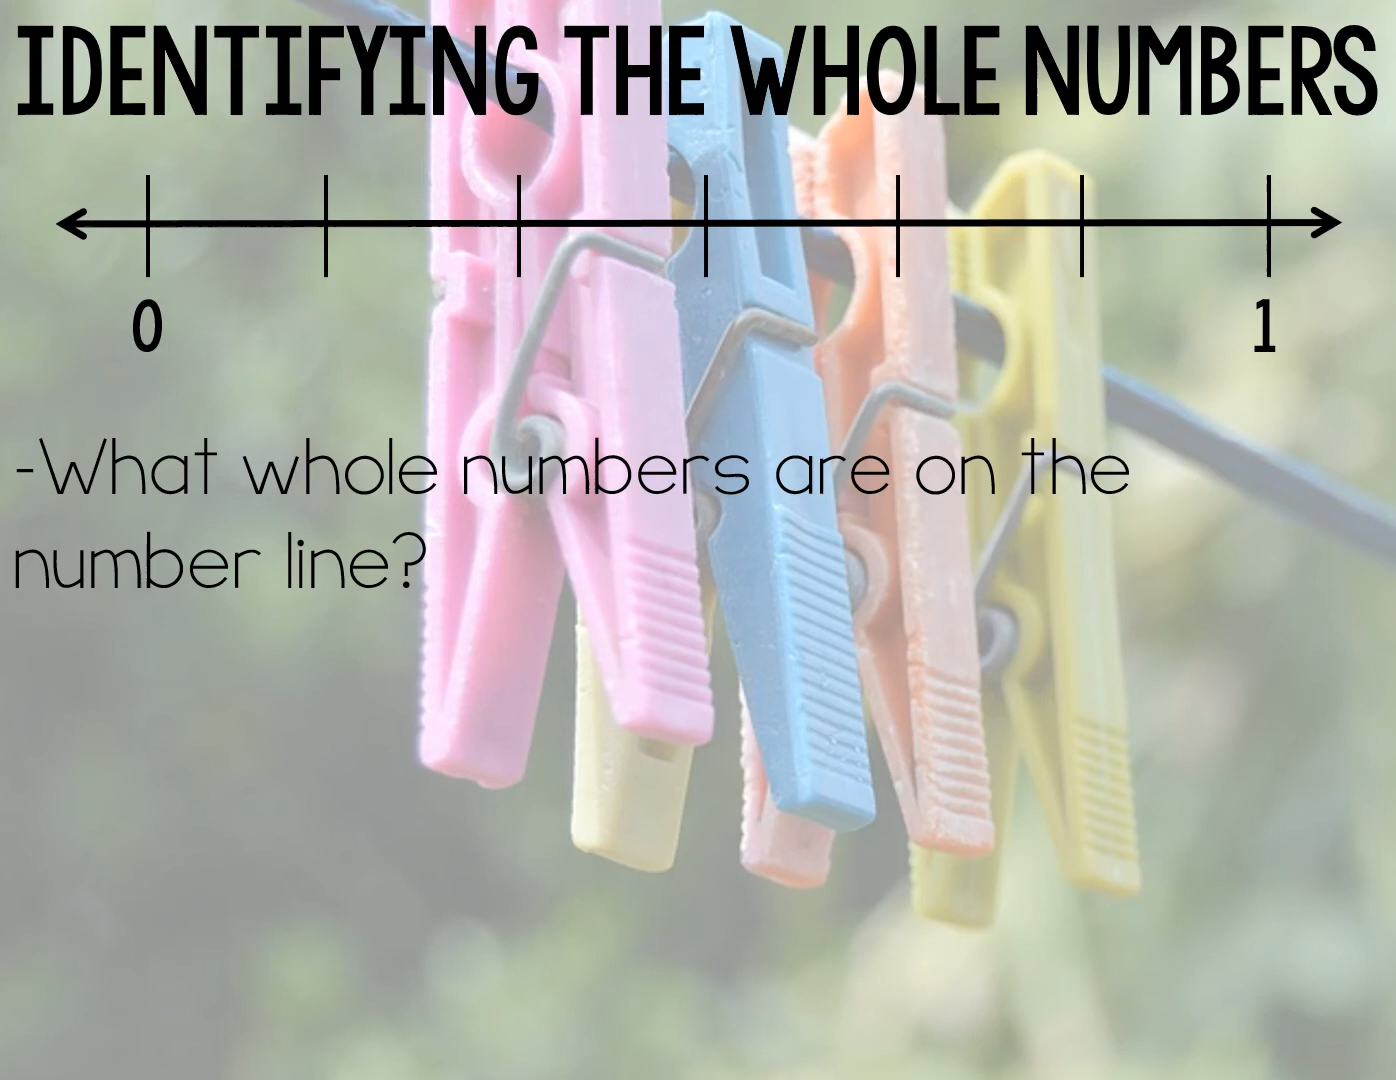 IDENTIFYING THE WHOLE NUMBERS
0 1
-What whole numbers are on the
number line?